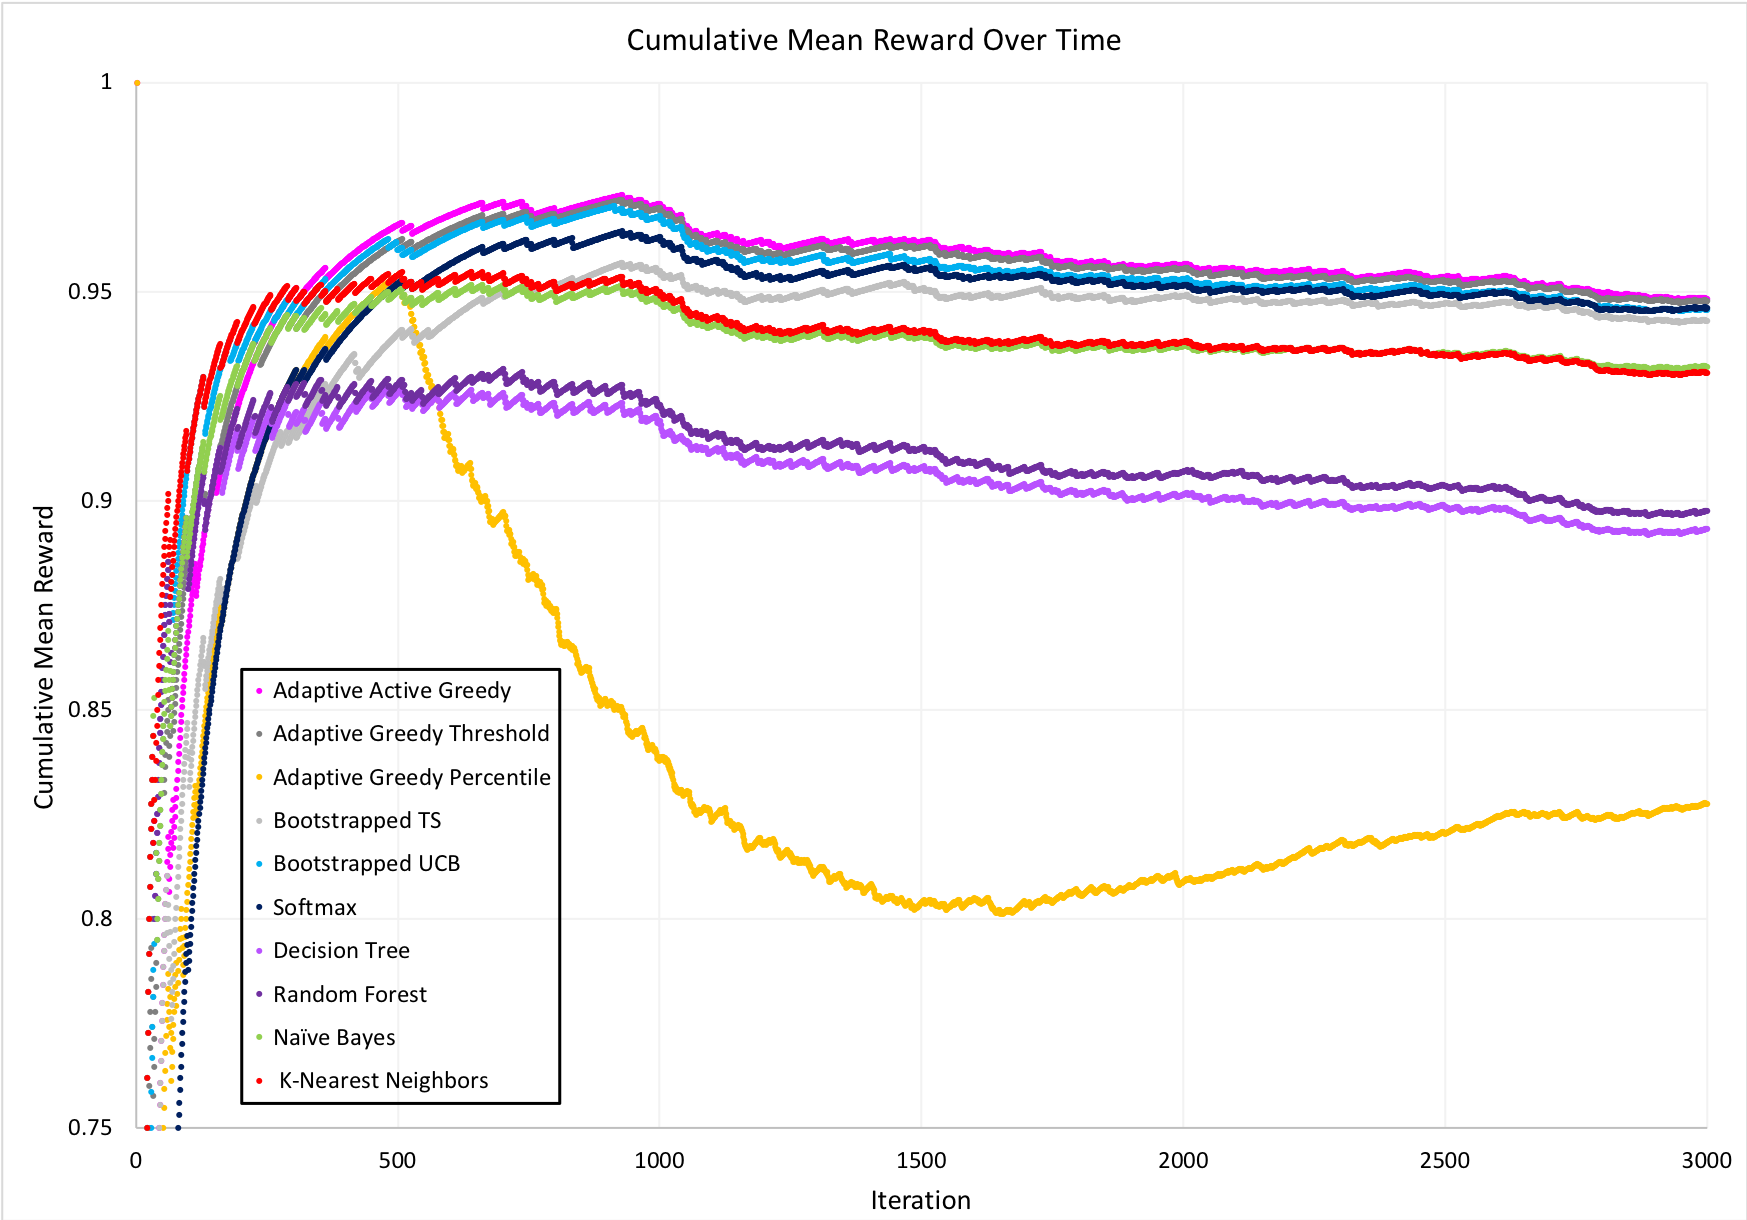 Cumulative Mean Reward Over Time
Cumulative Mean Reward
1
0.95
0.9
0.85
0.8
0.75
Adaptive Active Greedy
Adaptive Greedy Threshold
Adaptive Greedy Percentile
Bootstrapped TS
Bootstrapped UCB
Softmax
Decision Tree
Random Forest
Naïve Bayes
K-Nearest Neighbors
0 500 1000 1500 2000 2500 3000
Iteration